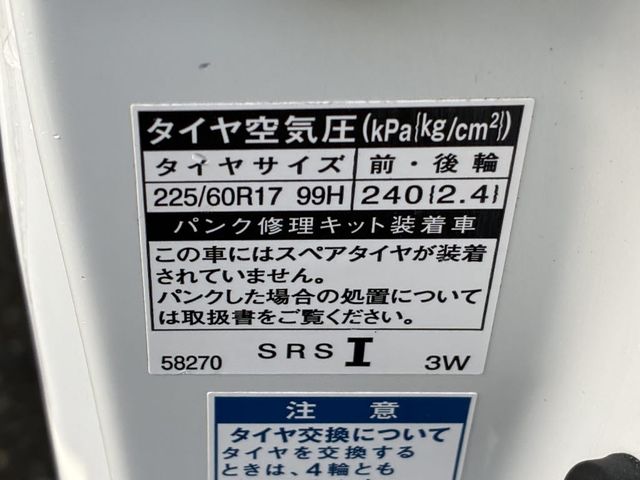 タイヤ空気圧(kPa{kg/cm²})
タイヤサイズ 前・後輪
225/60R17 99H 240{2.4}
パンク修理キット装着車
この車にはスペアタイヤが装着
されていません。
パンクした場合の処置について
は取扱書をご覧ください。
58270 SRS I 3W
注意
タイヤ交換について
タイヤを交換する
ときは、4輪とも